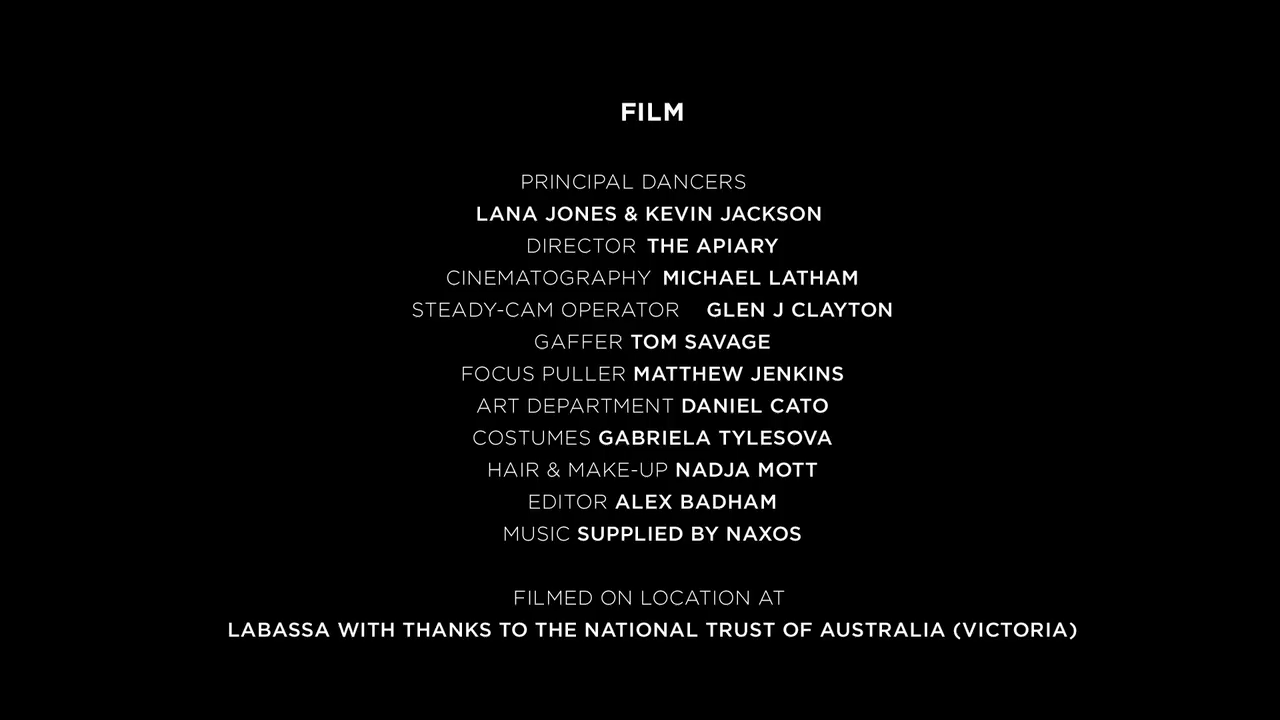 FILM
PRINCIPAL DANCERS
LANA JONES & KEVIN JACKSON
DIRECTOR THE APIARY
CINEMATOGRAPHY MICHAEL LATHAM
STEADY-CAM OPERATOR GLEN J CLAYTON
GAFFER TOM SAVAGE
FOCUS PULLER MATTHEW JENKINS
ART DEPARTMENT DANIEL CATO
COSTUMES GABRIELA TYLESOVA
HAIR & MAKE-UP NADJA MOTT
EDITOR ALEX BADHAM
MUSIC SUPPLIED BY NAXOS
FILMED ON LOCATION AT
LABASSA WITH THANKS TO THE NATIONAL TRUST OF AUSTRALIA (VICTORIA)